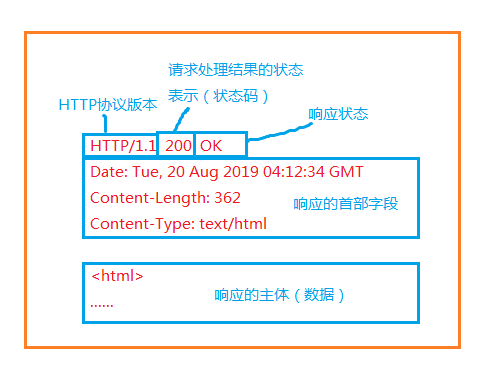 请求处理结果的状态
表示（状态码）
HTTP协议版本
响应状态
HTTP/1.1 200 OK
Date: Tue, 20 Aug 2019 04:12:34 GMT
Content-Length: 362
响应的首部字段
Content-Type: text/html
<html>
响应的主体（数据）
......